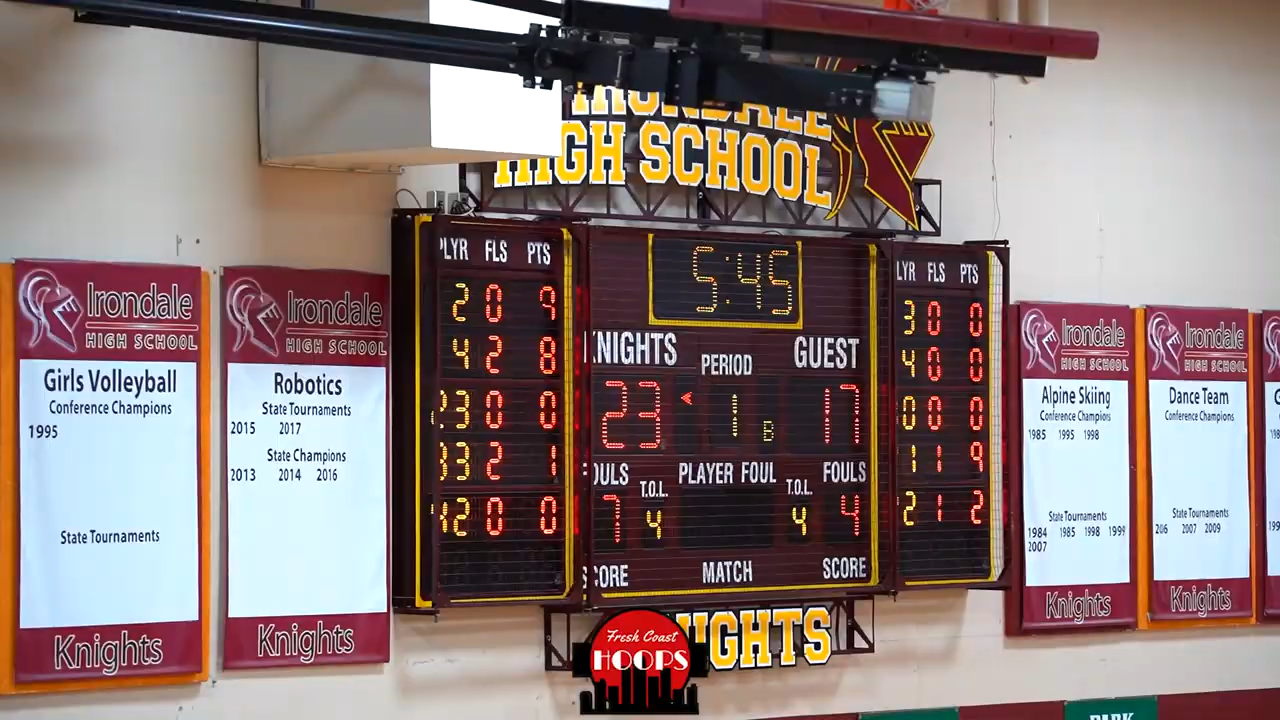 IRONDALE
HIGH SCHOOL
Irondale
HIGH SCHOOL
Girls Volleyball
Conference Champions
1995
State Tournaments
Knights
Irondale
HIGH SCHOOL
Robotics
State Tournaments
2015 2017
State Champions
2013 2014 2016
Knights
PLYR FLS PTS
2 0 9
4 2 8
23 0 0
33 2 1
42 0 0
5:45
KNIGHTS PERIOD GUEST
23 1 B 17
FOULS T.O.L. PLAYER FOUL T.O.L. FOULS
7 4 4 4
SCORE MATCH SCORE
LYR FLS PTS
3 0 0
4 0 0
0 0 0
11 1 9
2 1 2
KNIGHTS
Fresh Coast
HOOPS
Irondale
HIGH SCHOOL
Alpine Skiing
Conference Champions
1985 1995 1998
State Tournaments
1984 1985 1998 1999
2007
Knights
Irondale
HIGH SCHOOL
Dance Team
Conference Champions
State Tournaments
206 2007 2009
Knights
PARK